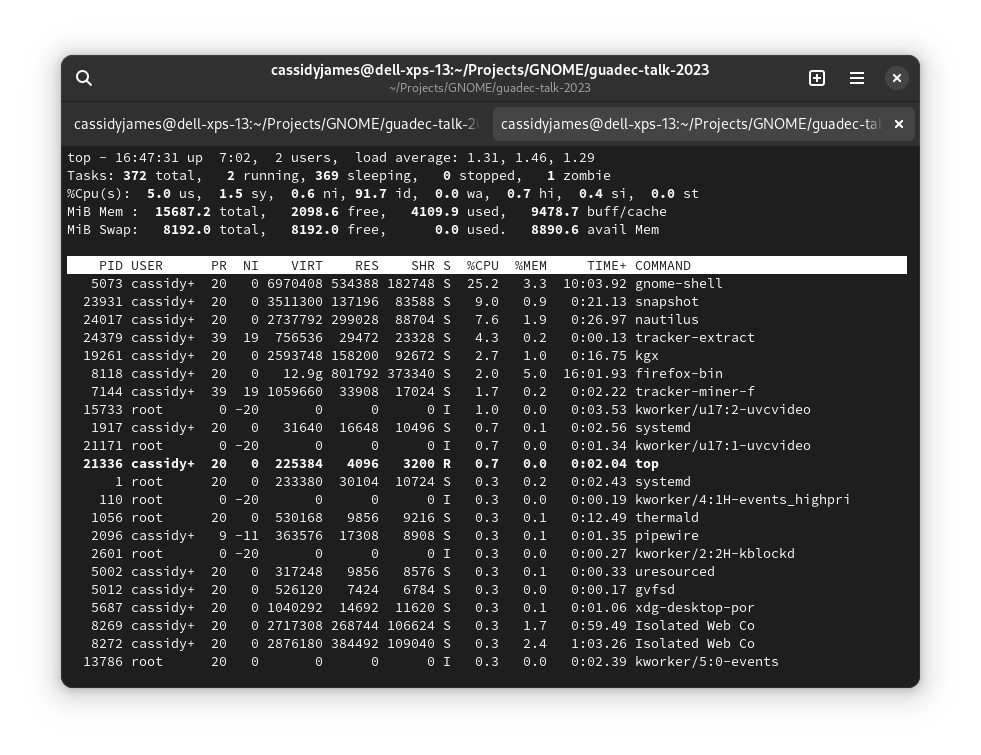 cassidyjames@dell-xps-13:~/Projects/GNOME/guadec-talk-2023
~/Projects/GNOME/guadec-talk-2023
cassidyjames@dell-xps-13:~/Projects/GNOME/guadec-talk-2 cassidyjames@dell-xps-13:~/Projects/GNOME/guadec-tal
top - 16:47:31 up  7:02,  2 users,  load average: 1.31, 1.46, 1.29
Tasks: 372 total,   2 running, 369 sleeping,   0 stopped,   1 zombie
%Cpu(s):  5.0 us,  1.5 sy,  0.6 ni, 91.7 id,  0.0 wa,  0.7 hi,  0.4 si,  0.0 st
MiB Mem :  15687.2 total,   2098.6 free,   4109.9 used,   9478.7 buff/cache
MiB Swap:   8192.0 total,   8192.0 free,      0.0 used.   8890.6 avail Mem
    PID USER      PR  NI    VIRT    RES    SHR S  %CPU  %MEM     TIME+ COMMAND
   5073 cassidy+  20   0 6970408 534388 182748 S  25.2   3.3  10:03.92 gnome-shell
  23931 cassidy+  20   0 3511300 137196  83588 S   9.0   0.9   0:21.13 snapshot
  24017 cassidy+  20   0 2737792 299028  88704 S   7.6   1.9   0:26.97 nautilus
  24379 cassidy+  39  19  756536  29472  23328 S   4.3   0.2   0:00.13 tracker-extract
  19261 cassidy+  20   0 2593748 158200  92672 S   2.7   1.0   0:16.75 kgx
   8118 cassidy+  20   0   12.9g 801792 373340 S   2.0   5.0  16:01.93 firefox-bin
   7144 cassidy+  39  19 1059660  33908  17024 S   1.7   0.2   0:02.22 tracker-miner-f
  15733 root       0 -20       0      0      0 I   1.0   0.0   0:03.53 kworker/u17:2-uvcvideo
   1917 cassidy+  20   0   31640  16648  10496 S   0.7   0.1   0:02.56 systemd
  21171 root       0 -20       0      0      0 I   0.7   0.0   0:01.34 kworker/u17:1-uvcvideo
  21336 cassidy+  20   0  225384   4096   3200 R   0.7   0.0   0:02.04 top
      1 root      20   0  233380  30104  10724 S   0.3   0.2   0:02.43 systemd
    110 root       0 -20       0      0      0 I   0.3   0.0   0:00.19 kworker/4:1H-events_highpri
   1056 root      20   0  530168   9856   9216 S   0.3   0.1   0:12.49 thermald
   2096 cassidy+   9 -11  363576  17308   8908 S   0.3   0.1   0:01.35 pipewire
   2601 root       0 -20       0      0      0 I   0.3   0.0   0:00.27 kworker/2:2H-kblockd
   5002 cassidy+  20   0  317248   9856   8576 S   0.3   0.1   0:00.33 uresourced
   5012 cassidy+  20   0  526120   7424   6784 S   0.3   0.0   0:00.17 gvfsd
   5687 cassidy+  20   0 1040292  14692  11620 S   0.3   0.1   0:01.06 xdg-desktop-por
   8269 cassidy+  20   0 2717308 268744 106624 S   0.3   1.7   0:59.49 Isolated Web Co
   8272 cassidy+  20   0 2876180 384492 109040 S   0.3   2.4   1:03.26 Isolated Web Co
  13786 root      20   0       0      0      0 I   0.3   0.0   0:02.39 kworker/5:0-events